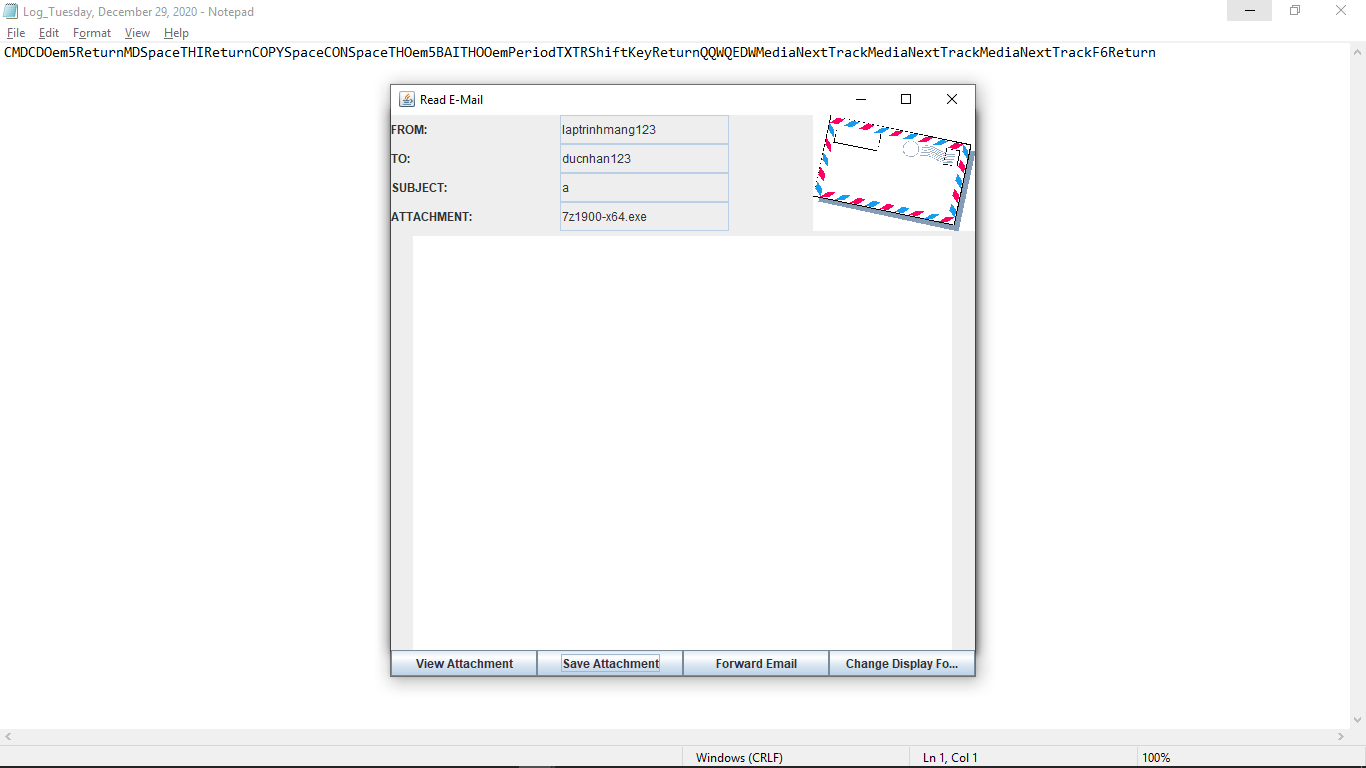 Log_Tuesday, December 29, 2020 - Notepad
File Edit Format View Help
CMDCDOem5ReturnMDSpaceTHIReturnCOPYSpaceCONSpaceTHOem5BAITHOOemPeriodTXTRShiftKeyReturnQQWQEDWMediaNextTrackMediaNextTrackMediaNextTrackF6Return
Read E-Mail
FROM: laptrinhmang123
TO: ducnhan123
SUBJECT: a
ATTACHMENT: 7z1900-x64.exe
View Attachment Save Attachment Forward Email Change Display Fo...
Windows (CRLF) Ln 1, Col 1 100%